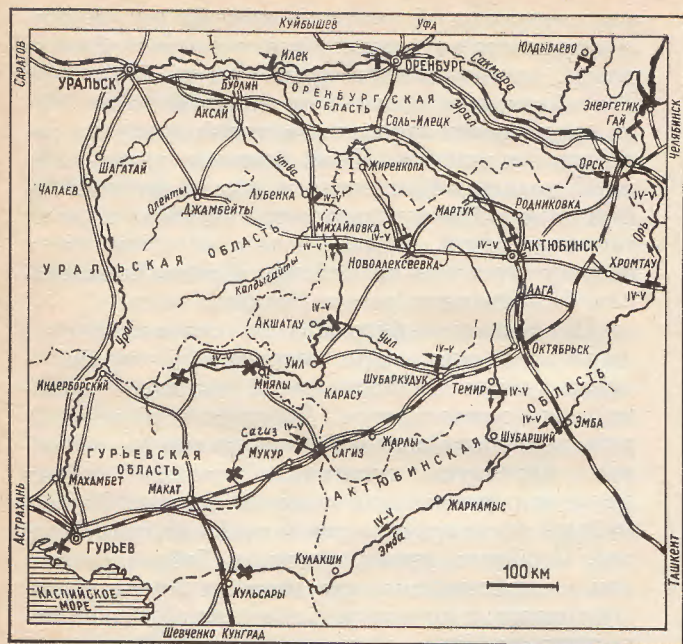 КУЙБЫШЕВ
УФА
САРАТОВ
УРАЛЬСК
I
ИЛЕК
БУРЛИН
АКСАЙ
ОРЕНБУРГ
ОРЕНБУРГСКАЯ
ОБЛАСТЬ
Сакмара
ЮЛДЫБАЕВО
Урал
СОЛЬ-ИЛЕЦК
ЭНЕРГЕТИК
ГАЙ
ЧЕЛЯБИНСК
ОРСК
IV-V
ШАГАТАЙ
ЧАПАЕВ
Утва
II
I
ЖИРЕНКОПА
Оленты
ДЖАМБЕЙТЫ
ЛУБЕНКА
IV-V
МАРТУК
РОДНИКОВКА
Орь
МИХАЙЛОВКА
IV-V
IV-V
АКТЮБИНСК
НОВОАЛЕКСЕЕВКА
ХРОМТАУ
IV-V
УРАЛЬСКАЯ ОБЛАСТЬ
Калдыгайты
АЛГА
Урал
АКШАТАУ
IV-V
УИЛ
Уил
IV-V
ОКТЯБРЬСК
ИНДЕРБОРСКИЙ
IV-V
МИЯЛЫ
КАРАСУ
ШУБАРКУДУК
ТЕМИР
IV-V
Сагиз
IV-V
ГУРЬЕВСКАЯ
ОБЛАСТЬ
МУКУР
САГИЗ
ЖАРЛЫ
ШУБАРШИЙ
ЭМБА
IV-V
АКТЮБИНСКАЯ ОБЛАСТЬ
МАХАМБЕТ
МАКАТ
ЖАРКАМЫС
IV-V
Эмба
АСТРАХАНЬ
ГУРЬЕВ
КУЛАКШИ
100 КМ
КАСПИЙСКОЕ
МОРЕ
КУЛЬСАРЫ
ТАШКЕНТ
ШЕВЧЕНКО КУНГРАД